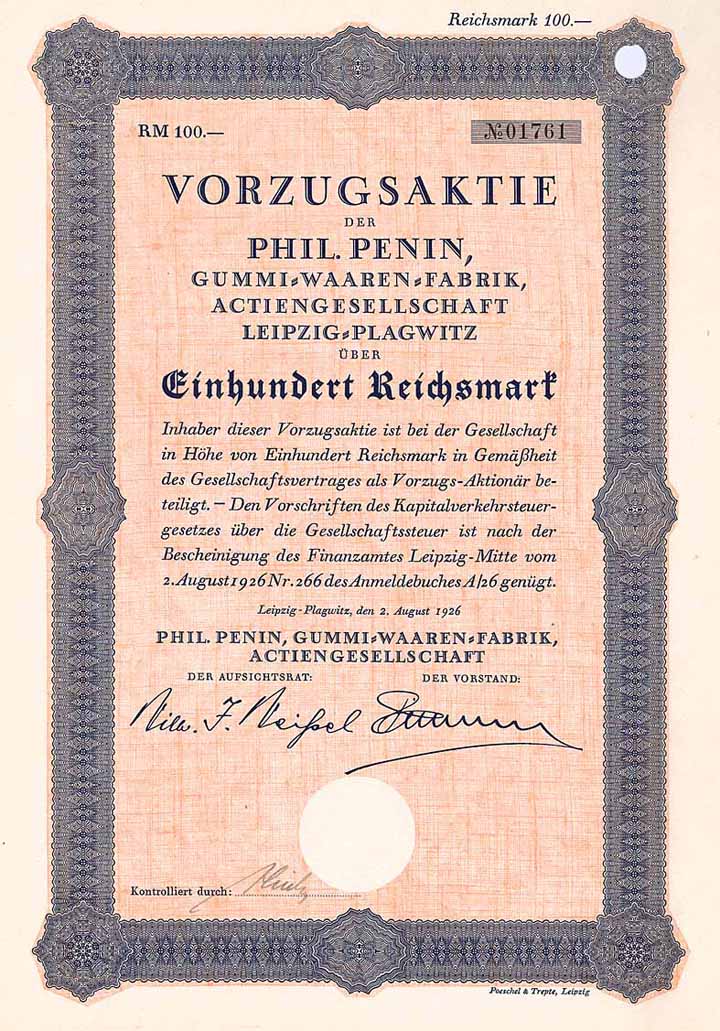 Reichsmark 100.—
RM 100.—
№ 01761
VORZUGSAKTIE
DER
PHIL. PENIN,
GUMMI-WAAREN-FABRIK,
ACTIENGESELLSCHAFT
LEIPZIG-PLAGWITZ
ÜBER
Einhundert Reichsmark
Inhaber dieser Vorzugsaktie ist bei der Gesellschaft
in Höhe von Einhundert Reichsmark in Gemäßheit
des Gesellschaftsvertrages als Vorzugs-Aktionär be-
teiligt. — Den Vorschriften des Kapitalverkehrsteuer-
gesetzes über die Gesellschaftssteuer ist nach der
Bescheinigung des Finanzamtes Leipzig-Mitte vom
2. August 1926 Nr. 266 des Anmeldebuches A/26 genügt.
Leipzig-Plagwitz, den 2. August 1926
PHIL. PENIN, GUMMI-WAAREN-FABRIK,
ACTIENGESELLSCHAFT
DER AUFSICHTSRAT: DER VORSTAND:
Kontrolliert durch:
Poeschel & Trepte, Leipzig